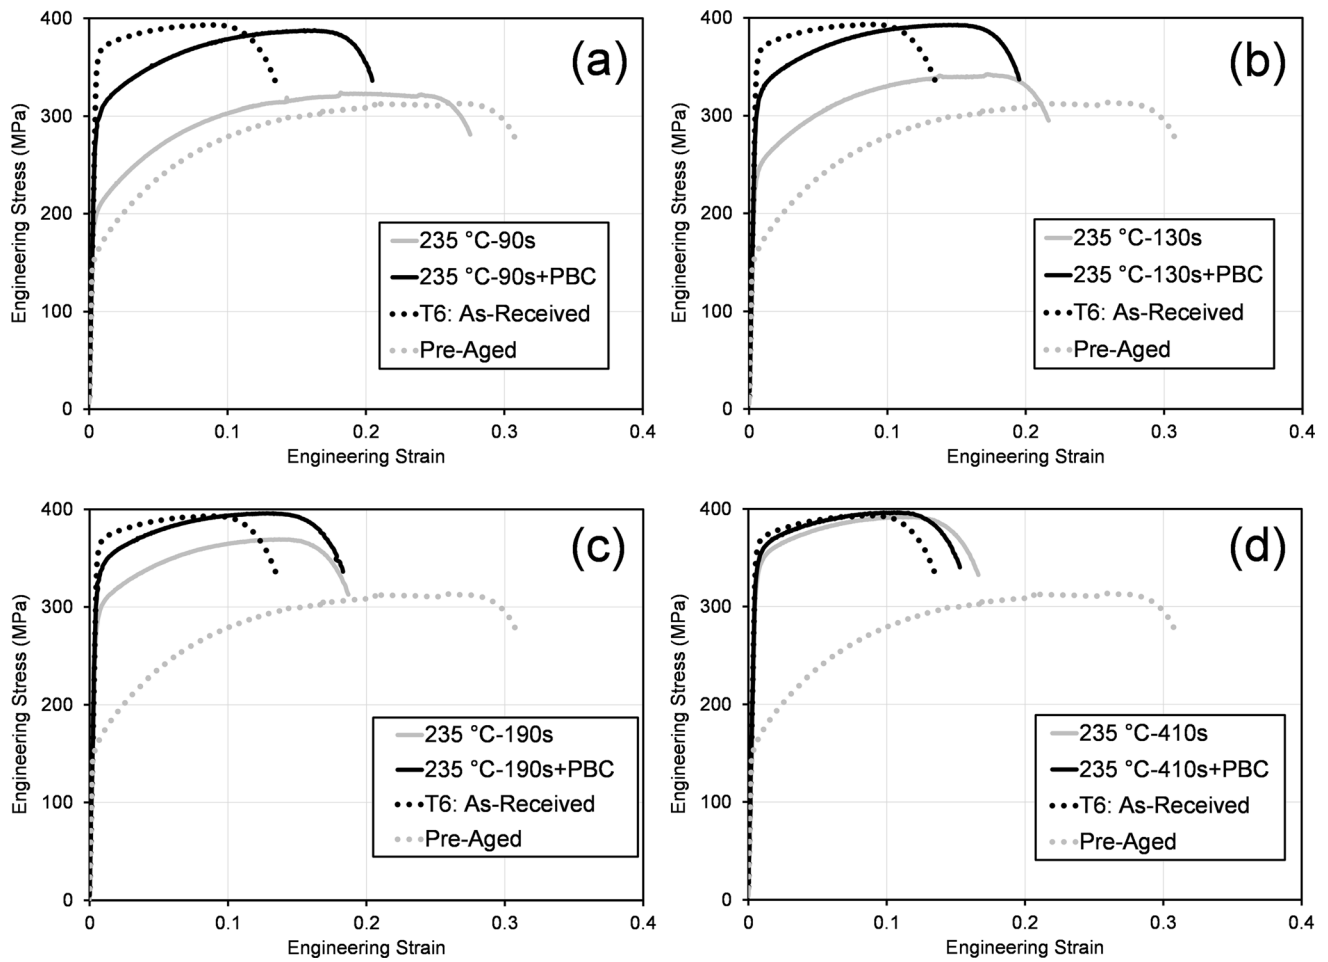 400
(a)
300
Engineering Stress (MPa)
200
235 °C-90s
235 °C-90s+PBC
100
T6: As-Received
Pre-Aged
0
0 0.1 0.2 0.3 0.4
Engineering Strain
400
(b)
300
Engineering Stress (MPa)
200
235 °C-130s
235 °C-130s+PBC
100
T6: As-Received
Pre-Aged
0
0 0.1 0.2 0.3 0.4
Engineering Strain
400
(c)
300
Engineering Stress (MPa)
200
235 °C-190s
235 °C-190s+PBC
100
T6: As-Received
Pre-Aged
0
0 0.1 0.2 0.3 0.4
Engineering Strain
400
(d)
300
Engineering Stress (MPa)
200
235 °C-410s
235 °C-410s+PBC
100
T6: As-Received
Pre-Aged
0
0 0.1 0.2 0.3 0.4
Engineering Strain